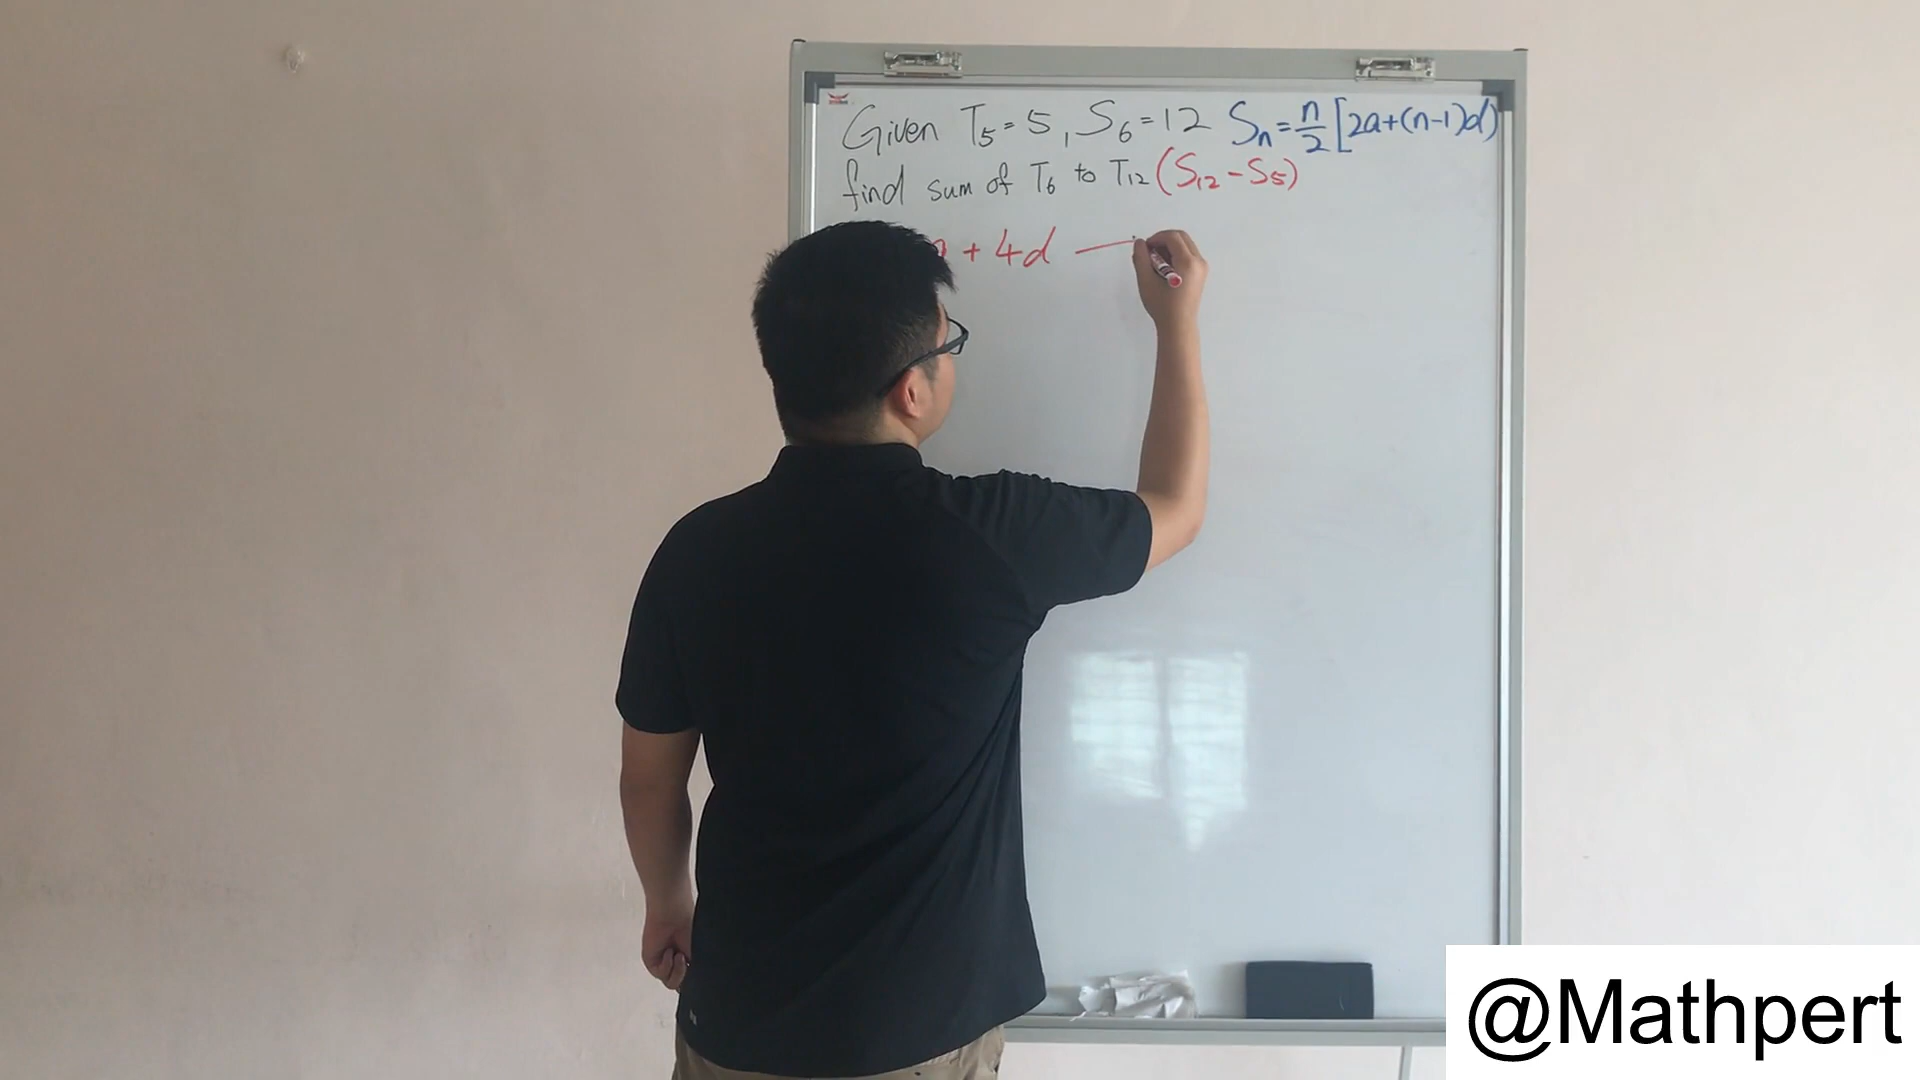 Given T5 = 5, S6 = 12 Sn = n/2 [2a+(n-1)d)
find sum of T6 to T12 (S12 - S5)
+ 4d —
@Mathpert